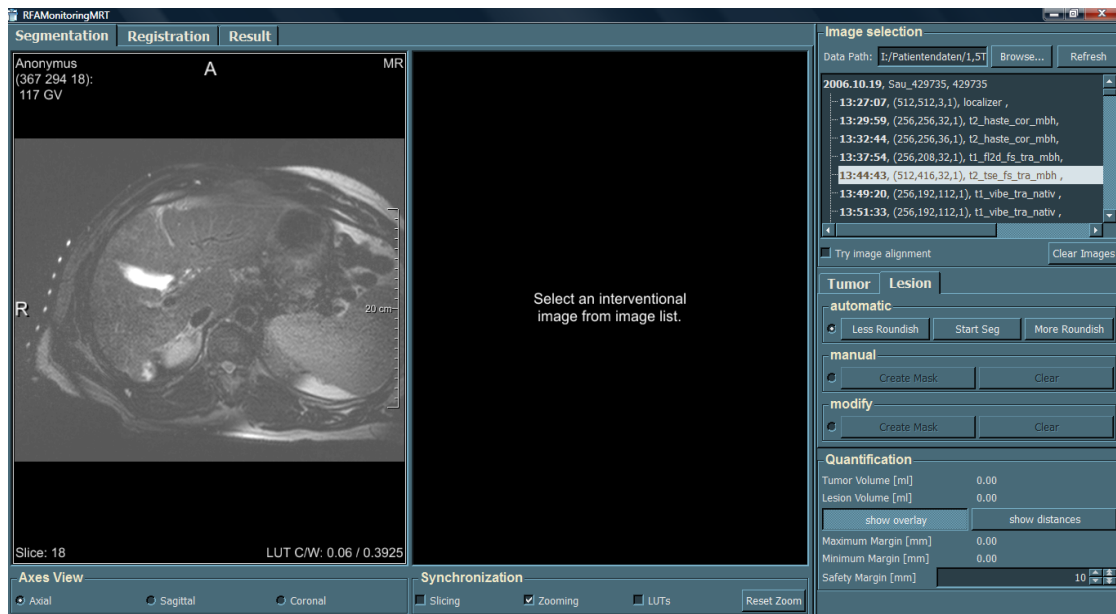 RFAMonitoringMRT
Segmentation Registration Result
Anonymus
(367 294 18):
117 GV
A
MR
R
20 cm
Slice: 18
LUT C/W: 0.06 / 0.3925
Select an interventional
image from image list.
Axes View
Axial Sagittal Coronal
Synchronization
Slicing Zooming LUTs Reset Zoom
Image selection
Data Path: I:/Patientendaten/1,5T Browse... Refresh
2006.10.19, Sau_429735, 429735
13:27:07, (512,512,3,1), localizer ,
13:29:59, (256,256,32,1), t2_haste_cor_mbh,
13:32:44, (256,256,36,1), t2_haste_cor_mbh,
13:37:54, (256,208,32,1), t1_fl2d_fs_tra_mbh,
13:44:43, (512,416,32,1), t2_tse_fs_tra_mbh ,
13:49:20, (256,192,112,1), t1_vibe_tra_nativ ,
13:51:33, (256,192,112,1), t1_vibe_tra_nativ ,
Try image alignment Clear Images
Tumor Lesion
automatic
Less Roundish Start Seg More Roundish
manual
Create Mask Clear
modify
Create Mask Clear
Quantification
Tumor Volume [ml] 0.00
Lesion Volume [ml] 0.00
show overlay show distances
Maximum Margin [mm] 0.00
Minimum Margin [mm] 0.00
Safety Margin [mm] 10